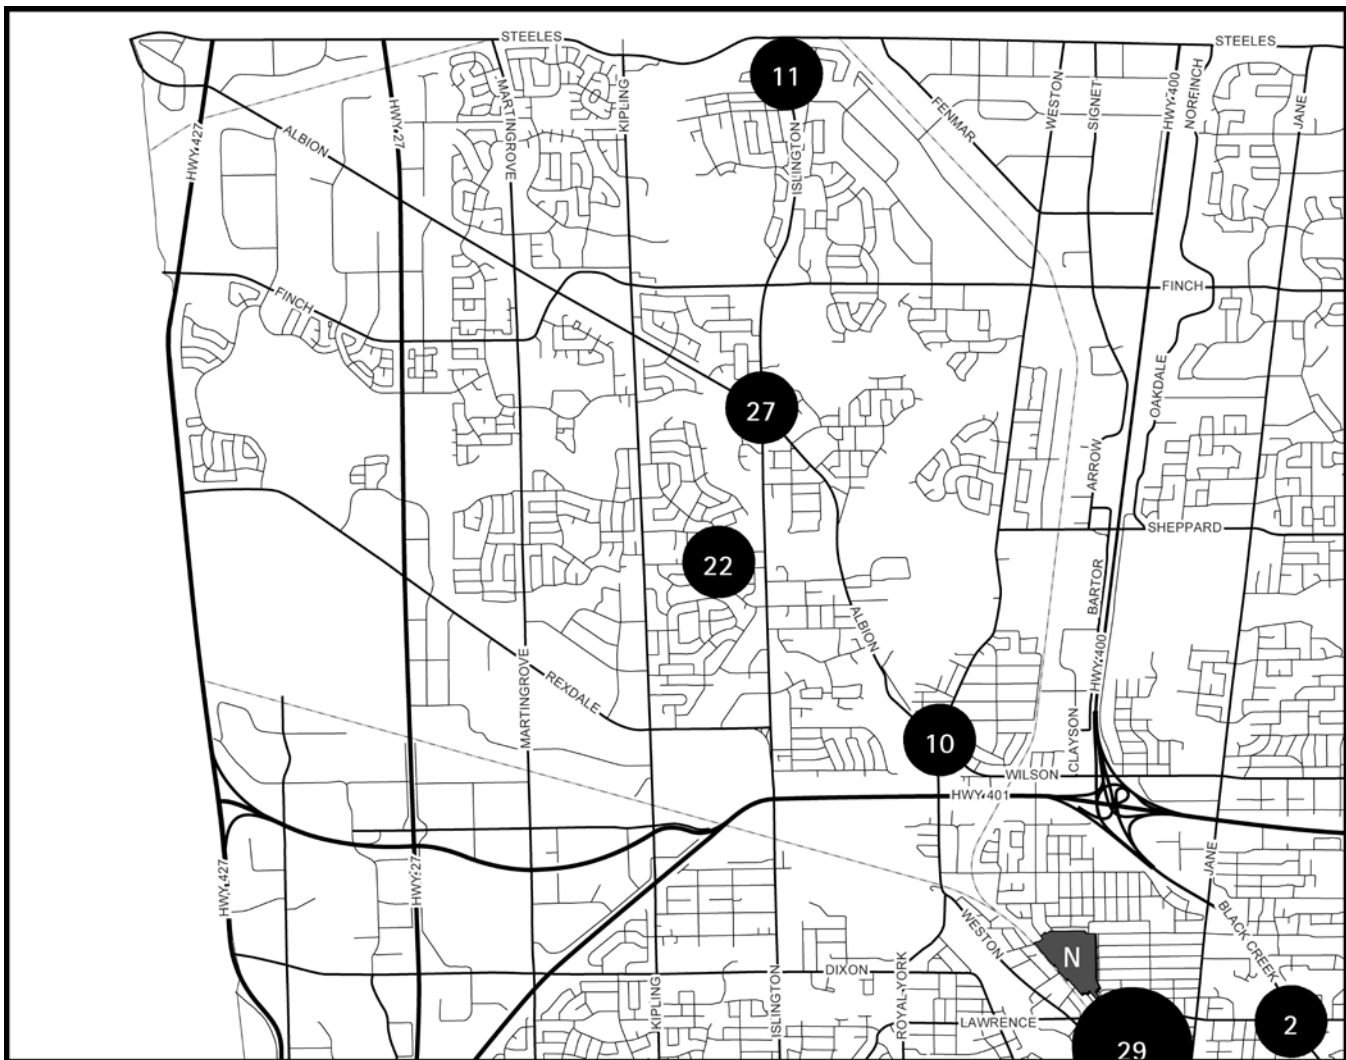 STEELES
STEELES
11
KIPLING
MARTINGROVE
HWY 27
HWY 427
ALBION
ISLINGTON
FENMAR
WESTON
SIGNET
HWY 400
NORFINCH
JANE
FINCH
FINCH
27
OAKDALE
ARROW
SHEPPARD
22
BARTOR
ALBION
HWY 400
MARTINGROVE
REXDALE
10
CLAYSON
WILSON
HWY 401
HWY 427
HWY 27
JANE
BLACK CREEK
WESTON
N
DIXON
KIPLING
ISLINGTON
ROYAL YORK
LAWRENCE
29
2